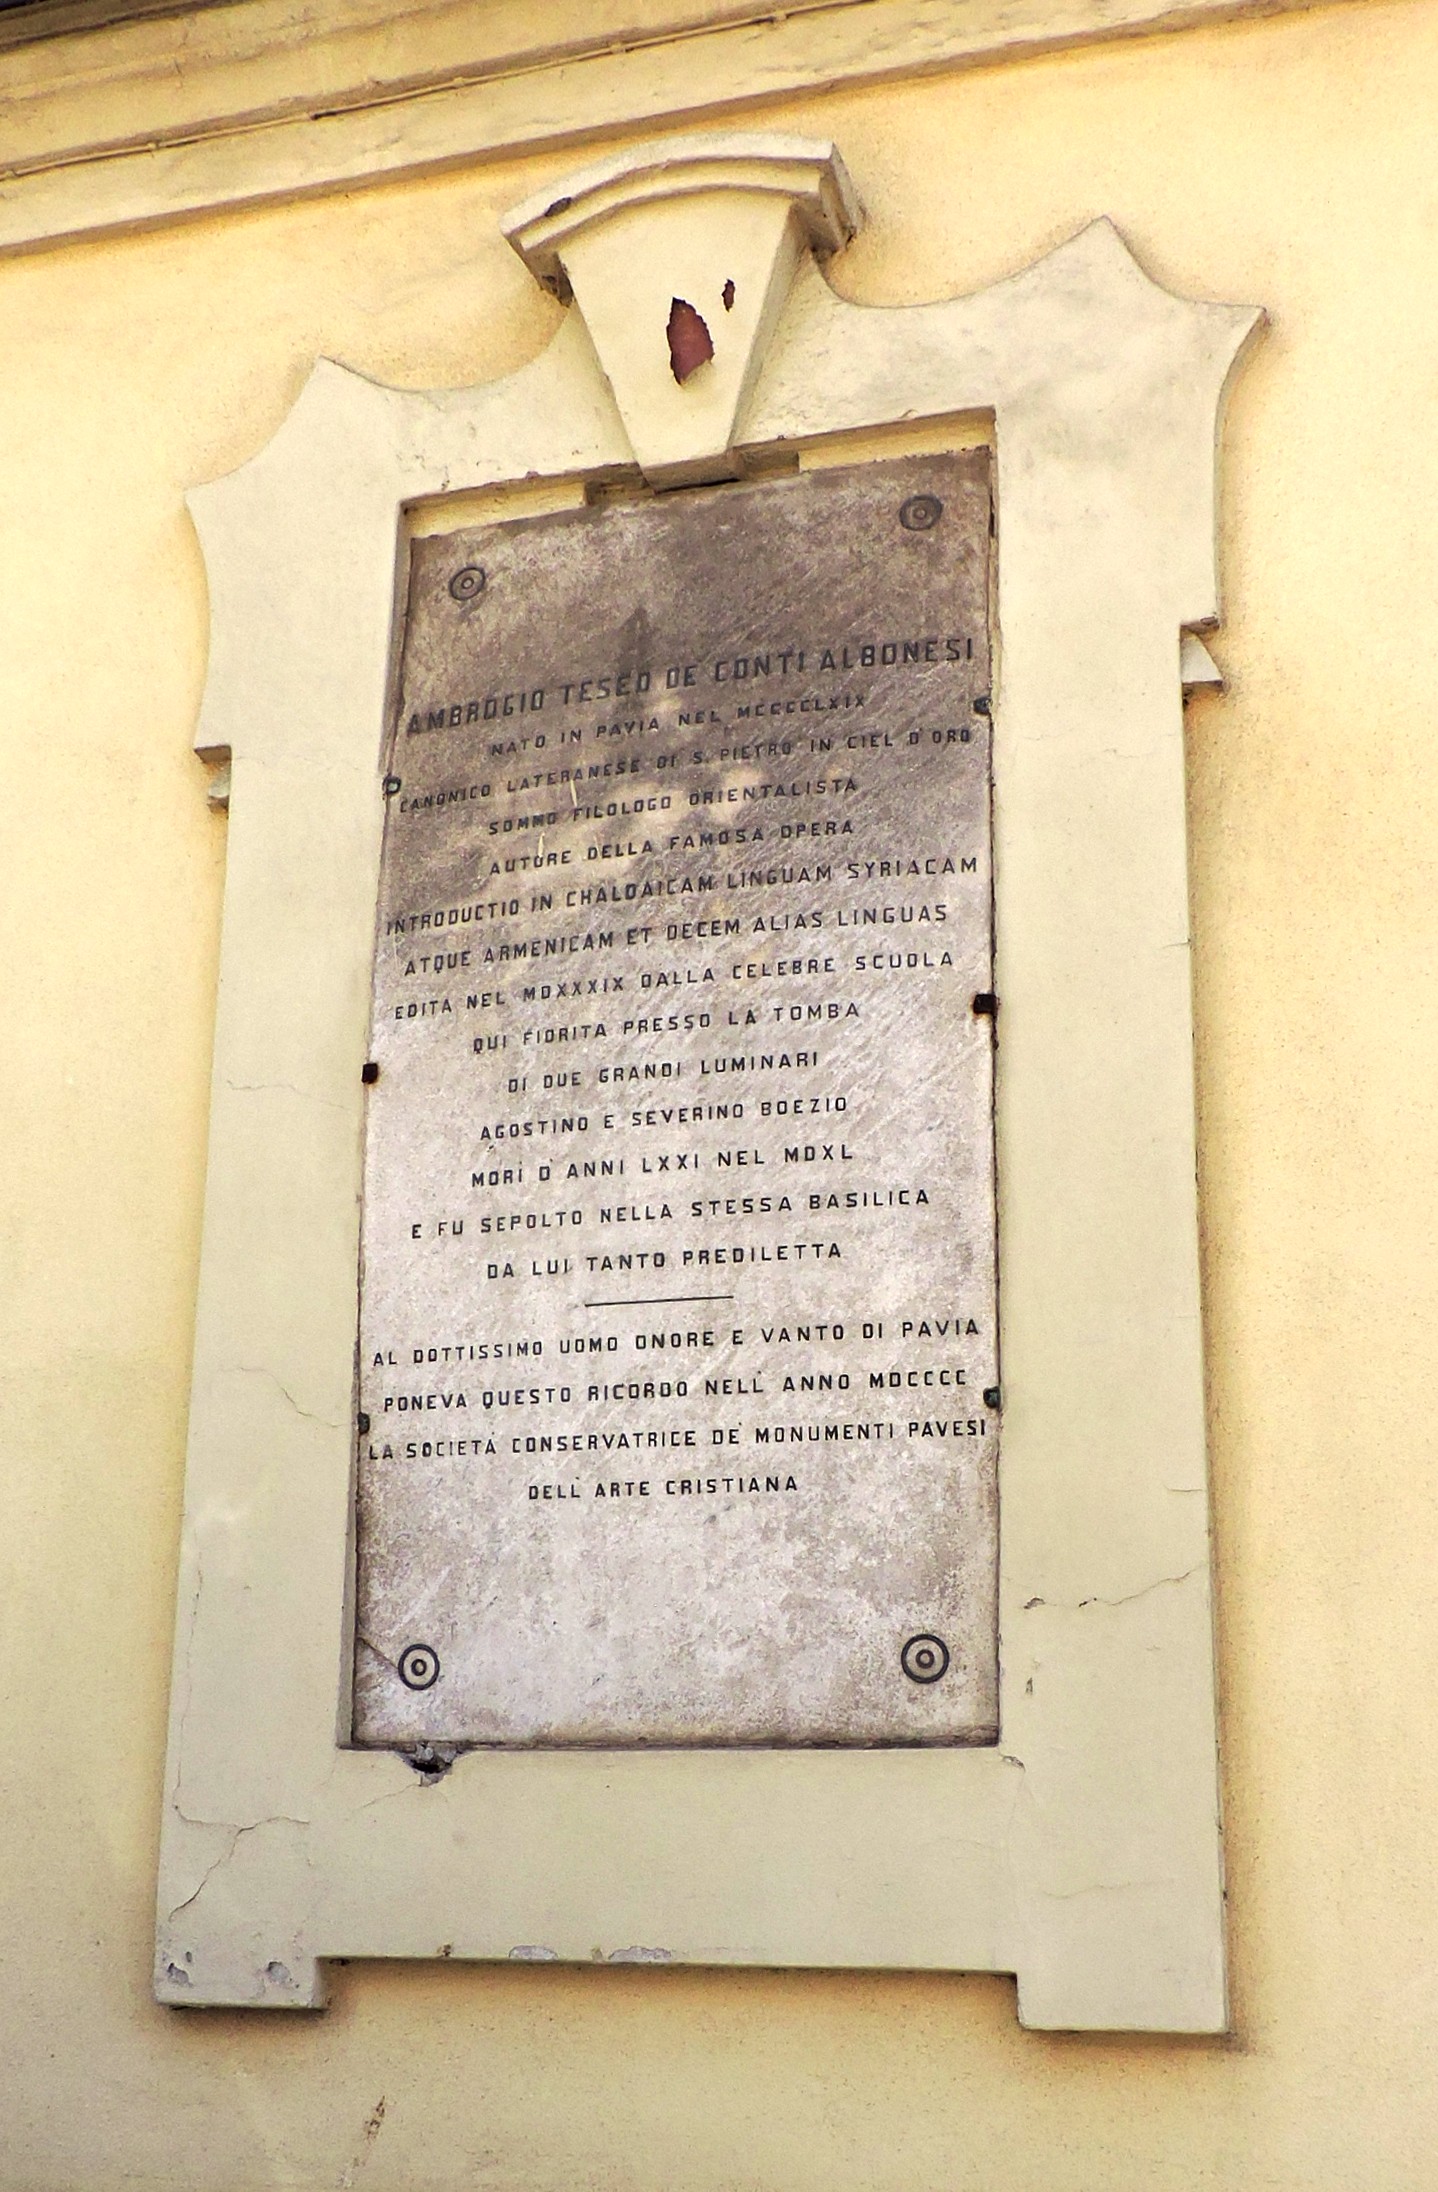 AMBROGIO TESEO DE CONTI ALBONESI
NATO IN PAVIA NEL MCCCCLXIX
CANONICO LATERANESE DI S. PIETRO IN CIEL D'ORO
SOMMO FILOLOGO ORIENTALISTA
AUTORE DELLA FAMOSA OPERA
INTRODUCTIO IN CHALDAICAM LINGUAM SYRIACAM
ATQUE ARMENICAM ET DECEM ALIAS LINGUAS
EDITA NEL MDXXXIX DALLA CELEBRE SCUOLA
QUI FIORITA PRESSO LA TOMBA
DI DUE GRANDI LUMINARI
AGOSTINO E SEVERINO BOEZIO
MORÌ D'ANNI LXXI NEL MDXL
E FU SEPOLTO NELLA STESSA BASILICA
DA LUI TANTO PREDILETTA
AL DOTTISSIMO UOMO ONORE E VANTO DI PAVIA
PONEVA QUESTO RICORDO NELL'ANNO MDCCCC
LA SOCIETÀ CONSERVATRICE DE' MONUMENTI PAVESI
DELL'ARTE CRISTIANA